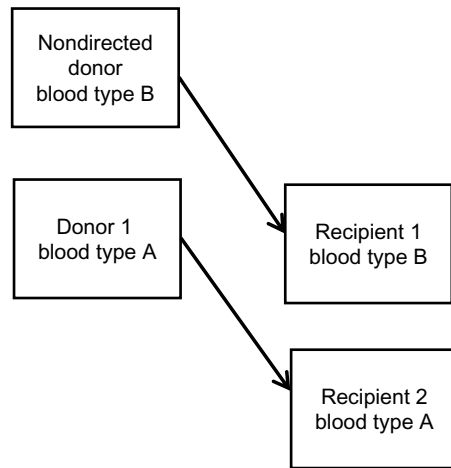 Nondirected
donor
blood type B
Donor 1
blood type A
Recipient 1
blood type B
Recipient 2
blood type A